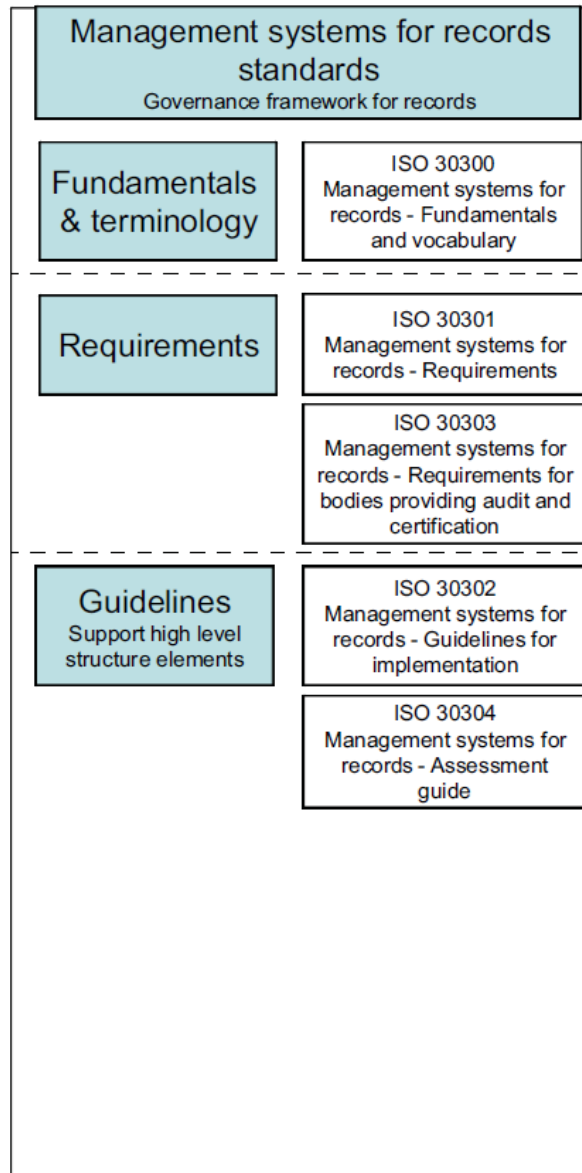 Management systems for records
standards
Governance framework for records
Fundamentals
& terminology
ISO 30300
Management systems for
records - Fundamentals
and vocabulary
Requirements
ISO 30301
Management systems for
records - Requirements
ISO 30303
Management systems for
records - Requirements for
bodies providing audit and
certification
Guidelines
Support high level
structure elements
ISO 30302
Management systems for
records - Guidelines for
implementation
ISO 30304
Management systems for
records - Assessment
guide